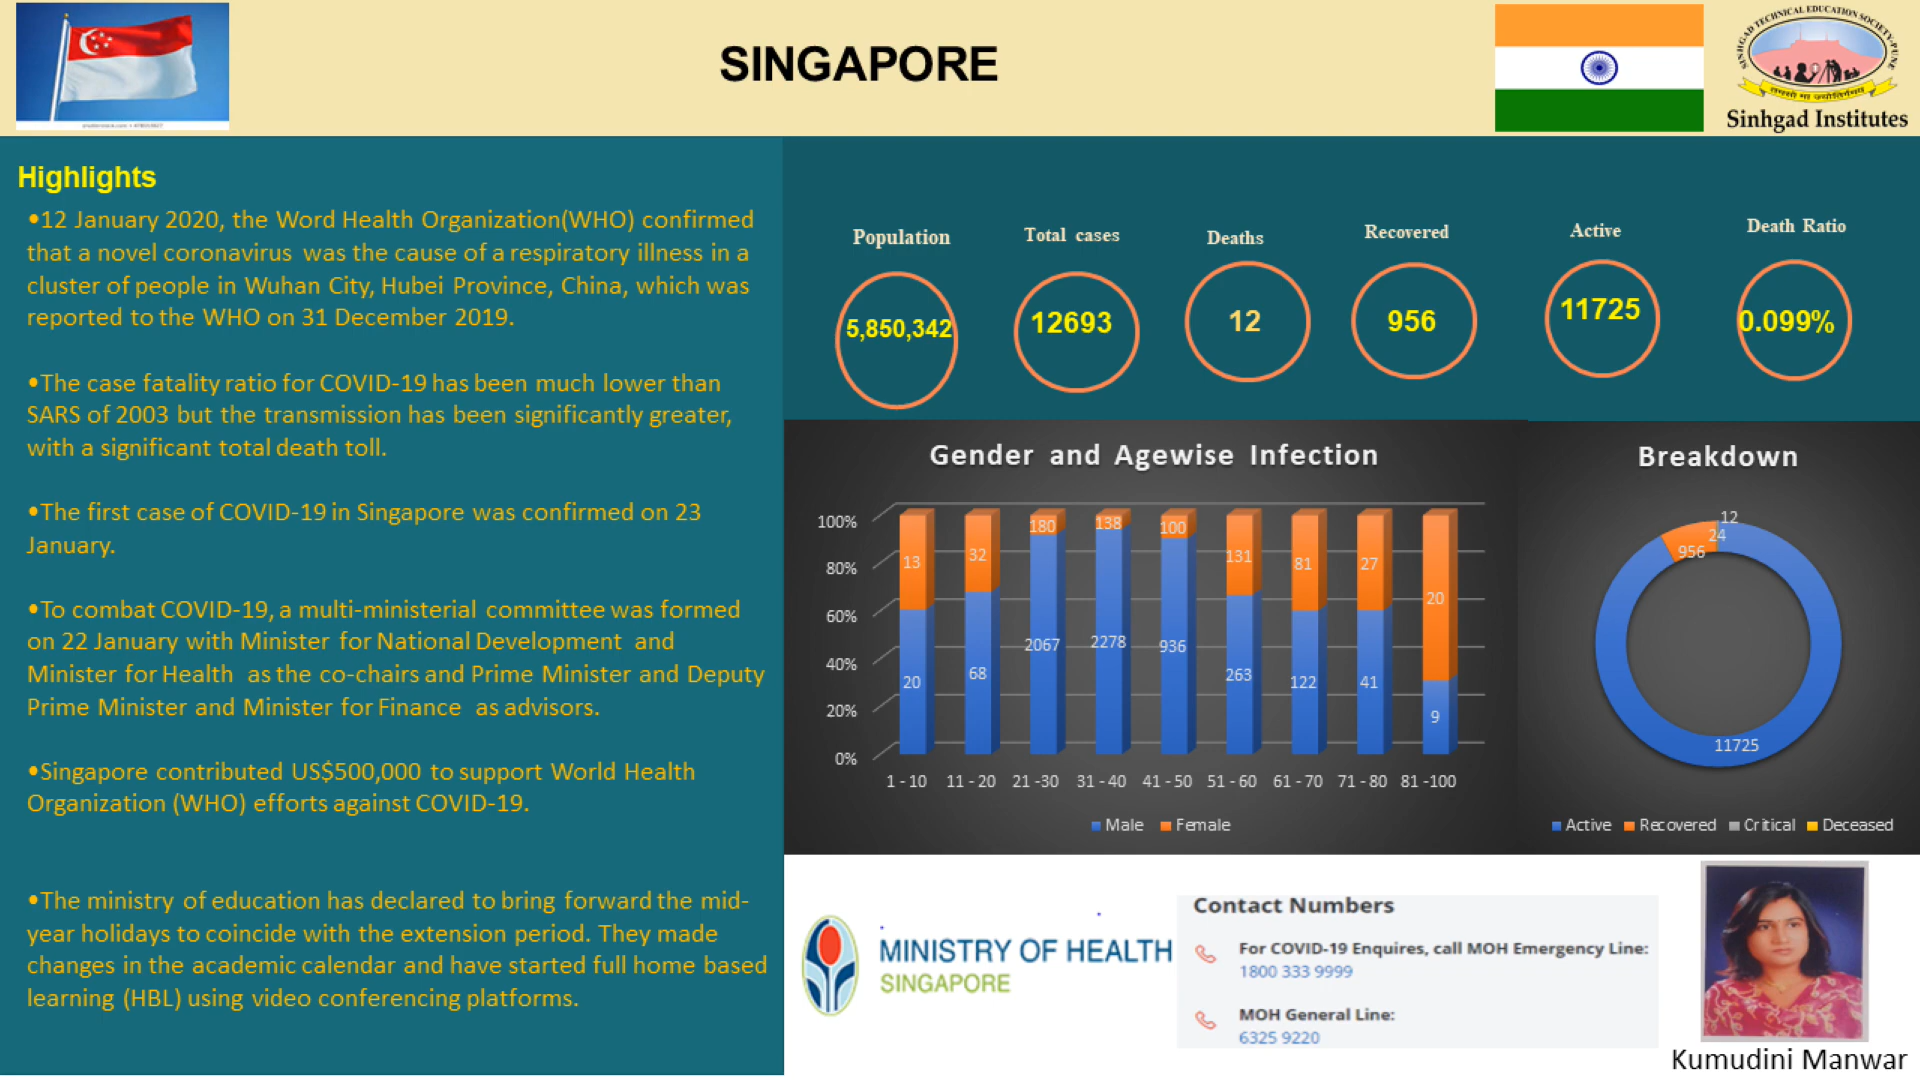 SINGAPORE
SINHGAD TECHNICAL EDUCATION SOCIETY-PUNE
Sinhgad Institutes
Highlights
•12 January 2020, the Word Health Organization(WHO) confirmed
that a novel coronavirus was the cause of a respiratory illness in a
cluster of people in Wuhan City, Hubei Province, China, which was
reported to the WHO on 31 December 2019.
•The case fatality ratio for COVID-19 has been much lower than
SARS of 2003 but the transmission has been significantly greater,
with a significant total death toll.
•The first case of COVID-19 in Singapore was confirmed on 23
January.
•To combat COVID-19, a multi-ministerial committee was formed
on 22 January with Minister for National Development and
Minister for Health as the co-chairs and Prime Minister and Deputy
Prime Minister and Minister for Finance as advisors.
•Singapore contributed US$500,000 to support World Health
Organization (WHO) efforts against COVID-19.
•The ministry of education has declared to bring forward the mid-
year holidays to coincide with the extension period. They made
changes in the academic calendar and have started full home based
learning (HBL) using video conferencing platforms.
Population Total cases Deaths Recovered Active Death Ratio
5,850,342 12693 12 956 11725 0.099%
Gender and Agewise Infection
100%
80%
60%
40%
20%
0%
13 32 180 138 100 131 81 27 20
20 68 2067 2278 936 263 122 41 9
1 - 10 11 - 20 21 -30 31 - 40 41 - 50 51 - 60 61 - 70 71 - 80 81 -100
Male Female
Breakdown
12
24
956
11725
Active Recovered Critical Deceased
MINISTRY OF HEALTH
SINGAPORE
Contact Numbers
For COVID-19 Enquires, call MOH Emergency Line:
1800 333 9999
MOH General Line:
6325 9220
Kumudini Manwar